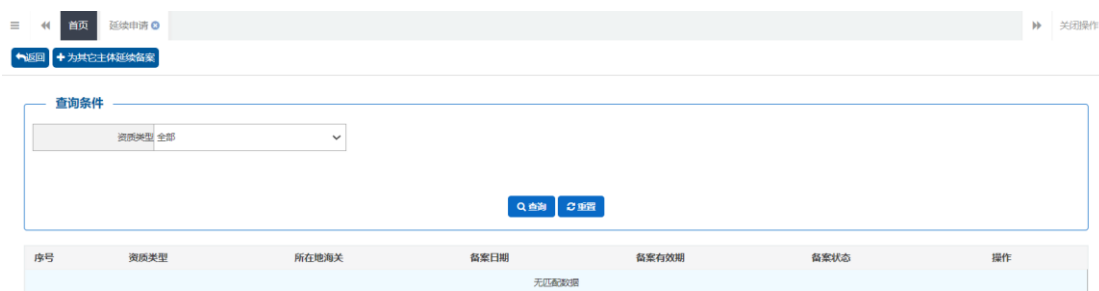 首页 延续申请 关闭操作
返回 为其它主体延续备案
查询条件
资质类型 全部
查询 重置
序号 资质类型 所在地海关 备案日期 备案有效期 备案状态 操作
无匹配数据